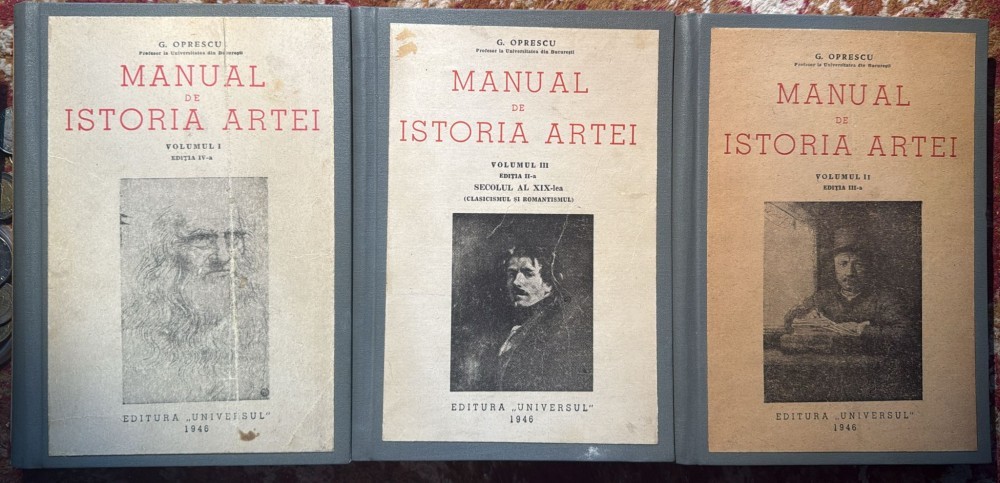 G. OPRESCU
Profesor la Universitatea din București
MANUAL
DE
ISTORIA ARTEI
VOLUMUL I
EDIȚIA IV-a
EDITURA „UNIVERSUL”
1946
G. OPRESCU
Profesor la Universitatea din București
MANUAL
DE
ISTORIA ARTEI
VOLUMUL III
EDIȚIA II-a
SECOLUL AL XIX-lea
(CLASICISMUL ȘI ROMANTISMUL)
EDITURA „UNIVERSUL”
1946
G. OPRESCU
Profesor la Universitatea din București
MANUAL
DE
ISTORIA ARTEI
VOLUMUL II
EDIȚIA III-a
EDITURA „UNIVERSUL”
1946